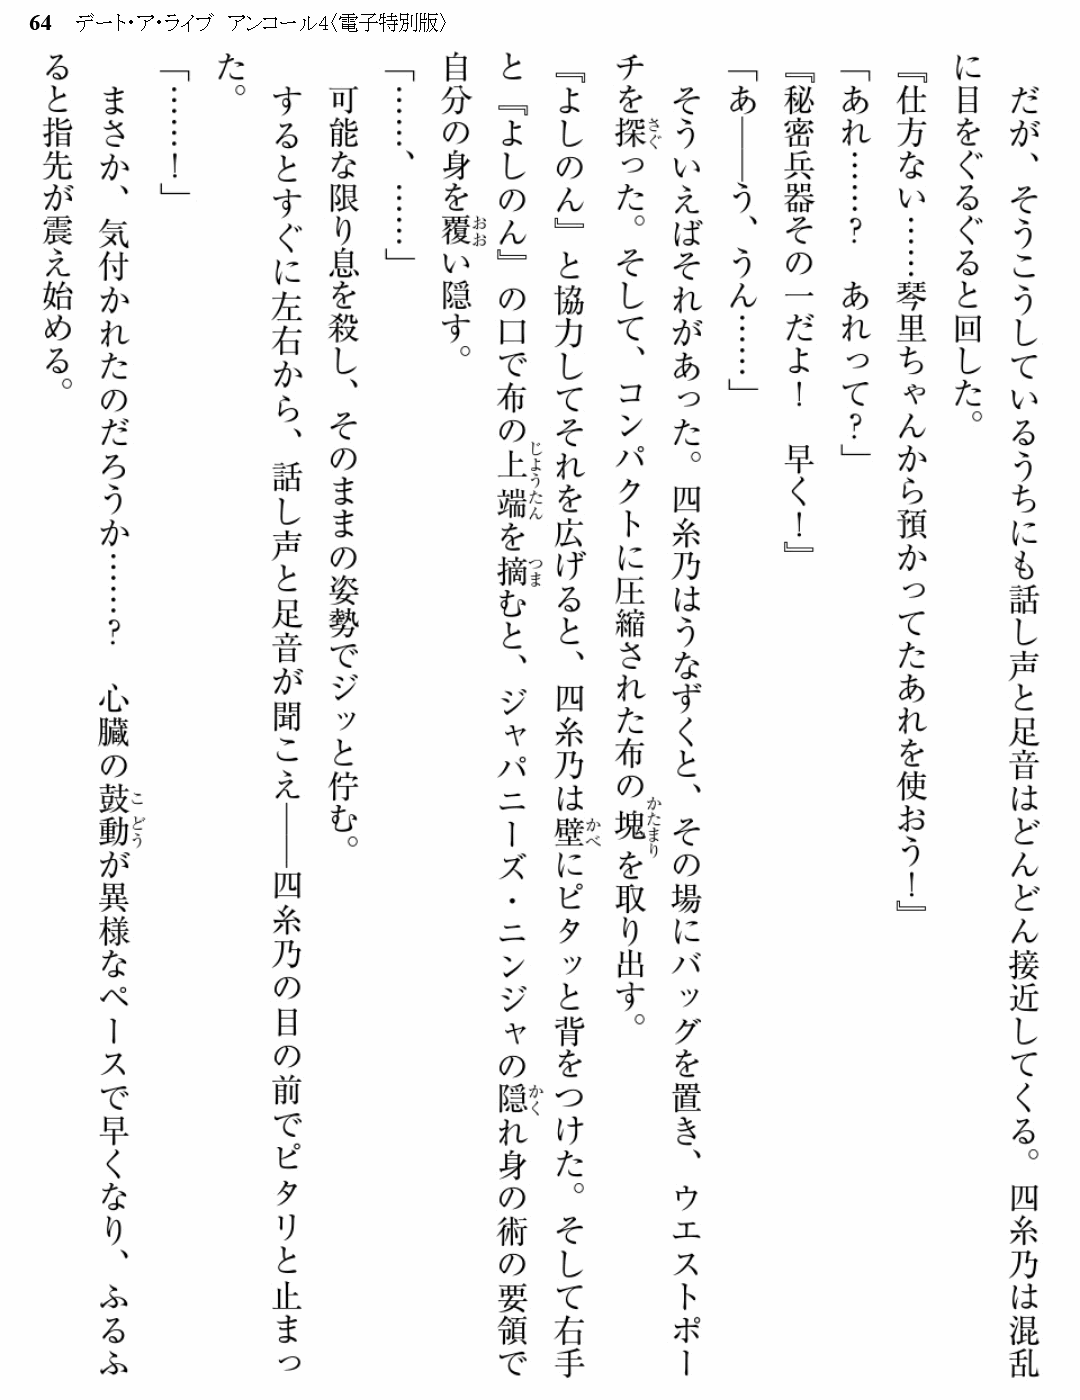 64 デート・ア・ライブ アンコール4〈電子特別版〉
だが、そうこうしているうちにも話し声と足音はどんどん接近してくる。四糸乃は混乱
に目をぐるぐると回した。
『仕方ない……琴里ちゃんから預かってたあれを使おう！』
「あれ……？　あれって？」
『秘密兵器その一だよ！　早く！』
「あ――う、うん……」
そういえばそれがあった。四糸乃はうなずくと、その場にバッグを置き、ウエストポー
チを探った。そして、コンパクトに圧縮された布の塊を取り出す。
『よしのん』と協力してそれを広げると、四糸乃は壁にピタッと背をつけた。そして右手
と『よしのん』の口で布の上端を摘むと、ジャパニーズ・ニンジャの隠れ身の術の要領で
自分の身を覆い隠す。
「……、……」
可能な限り息を殺し、そのままの姿勢でジッと佇む。
するとすぐに左右から、話し声と足音が聞こえ――四糸乃の目の前でピタリと止まっ
た。
「……！」
まさか、気付かれたのだろうか……？　心臓の鼓動が異様なペースで早くなり、ふるふ
ると指先が震え始める。